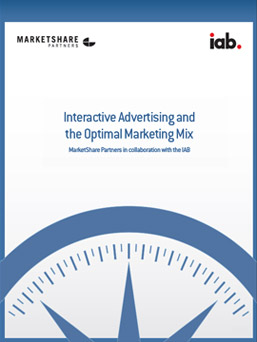 MARKETSHARE
PARTNERS
iab.
Interactive Advertising and
the Optimal Marketing Mix
MarketShare Partners in collaboration with the IAB